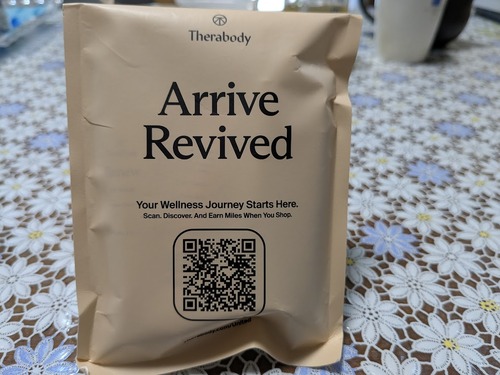 Therabody
Arrive
Revived
Your Wellness Journey Starts Here.
Scan. Discover. And Earn Miles When You Shop.